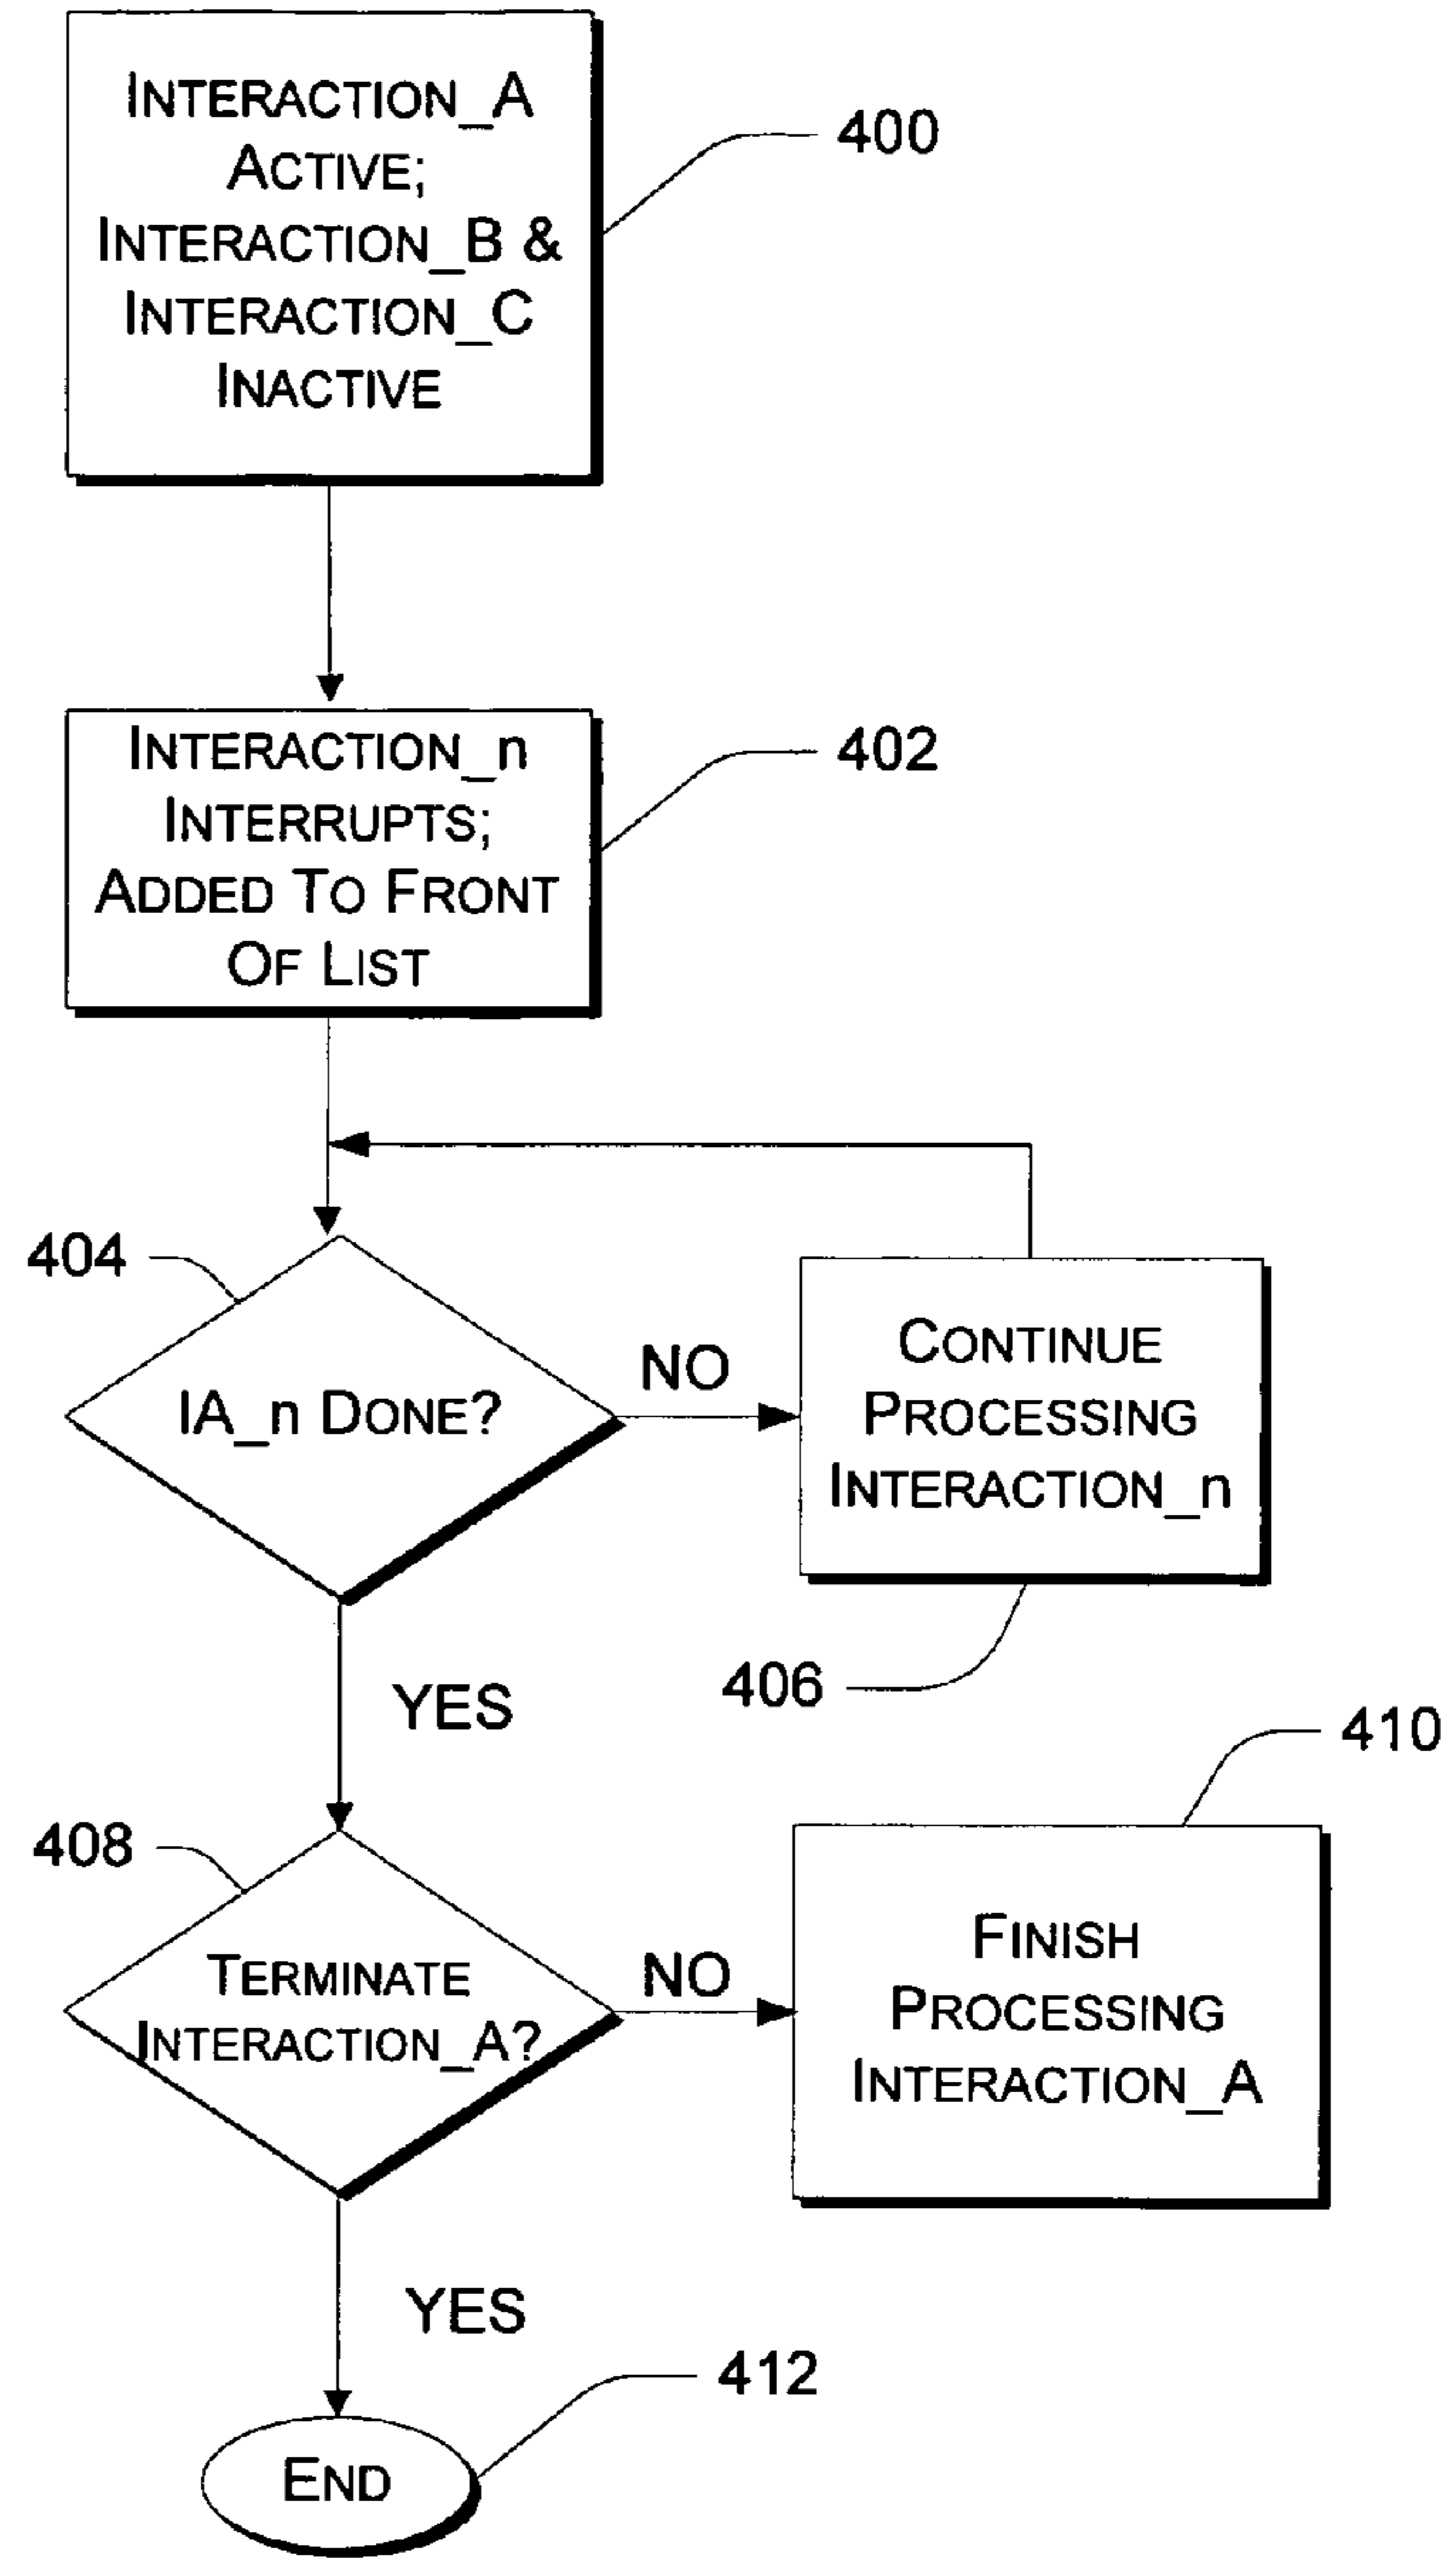 INTERACTION_A
ACTIVE;
INTERACTION_B &
INTERACTION_C
INACTIVE
400
INTERACTION_n
INTERRUPTS;
ADDED TO FRONT
OF LIST
402
404
IA_n DONE?
NO
CONTINUE
PROCESSING
INTERACTION_n
406
YES
408
TERMINATE
INTERACTION_A?
NO
FINISH
PROCESSING
INTERACTION_A
410
YES
412
END